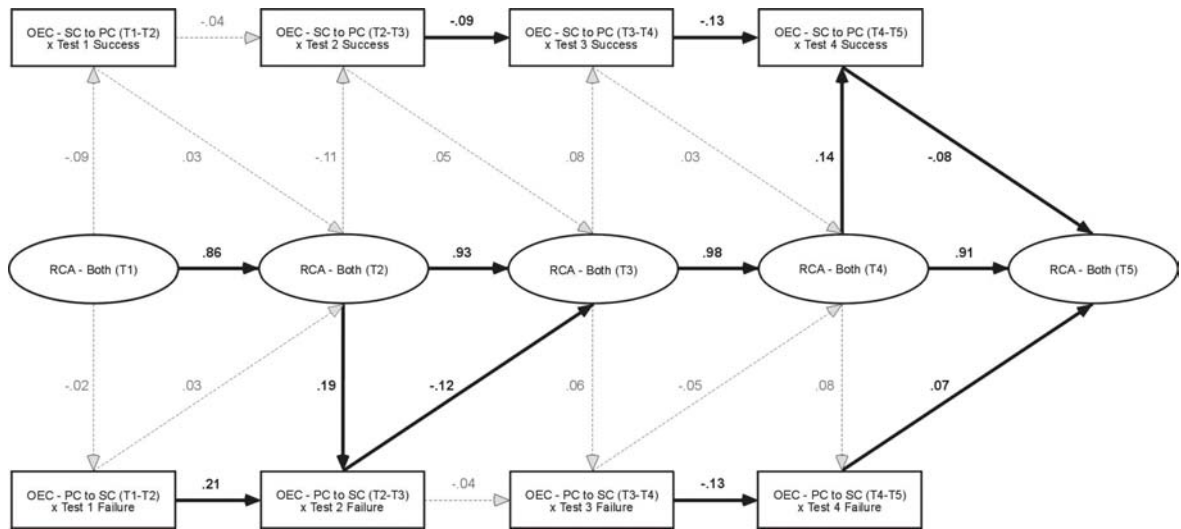 OEC - SC to PC (T1-T2)
x Test 1 Success
-.04
OEC - SC to PC (T2-T3)
x Test 2 Success
-.09
OEC - SC to PC (T3-T4)
x Test 3 Success
-.13
OEC - SC to PC (T4-T5)
x Test 4 Success
-.09
.03
-.11
.05
.08
.03
.14
-.08
RCA - Both (T1)
.86
RCA - Both (T2)
.93
RCA - Both (T3)
.98
RCA - Both (T4)
.91
RCA - Both (T5)
-.02
.03
.19
-.12
.06
-.05
.08
.07
OEC - PC to SC (T1-T2)
x Test 1 Failure
.21
OEC - PC to SC (T2-T3)
x Test 2 Failure
-.04
OEC - PC to SC (T3-T4)
x Test 3 Failure
-.13
OEC - PC to SC (T4-T5)
x Test 4 Failure